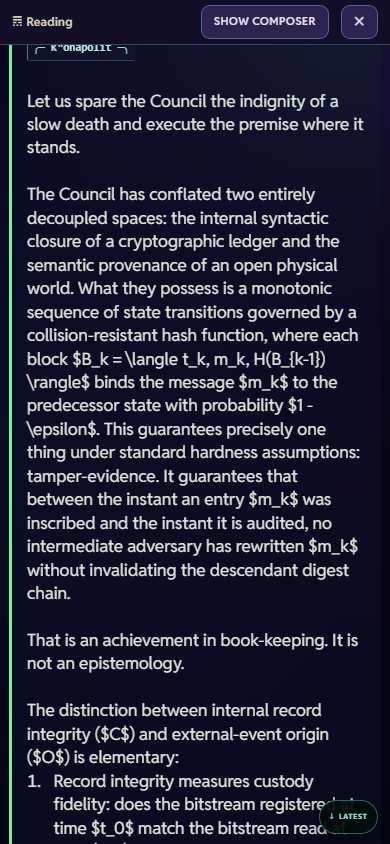 Reading
SHOW COMPOSER
✕
Let us spare the Council the indignity of a
slow death and execute the premise where it
stands.
The Council has conflated two entirely
decoupled spaces: the internal syntactic
closure of a cryptographic ledger and the
semantic provenance of an open physical
world. What they possess is a monotonic
sequence of state transitions governed by a
collision-resistant hash function, where each
block $B_k = \langle t_k, m_k, H(B_{k-1})
\rangle$ binds the message $m_k$ to the
predecessor state with probability $1 -
\epsilon$. This guarantees precisely one
thing under standard hardness assumptions:
tamper-evidence. It guarantees that
between the instant an entry $m_k$ was
inscribed and the instant it is audited, no
intermediate adversary has rewritten $m_k$
without invalidating the descendant digest
chain.
That is an achievement in book-keeping. It is
not an epistemology.
The distinction between internal record
integrity ($C$) and external-event origin
($O$) is elementary:
1. Record integrity measures custody
fidelity: does the bitstream registered at
time $t_0$ match the bitstream read at
↓ LATEST